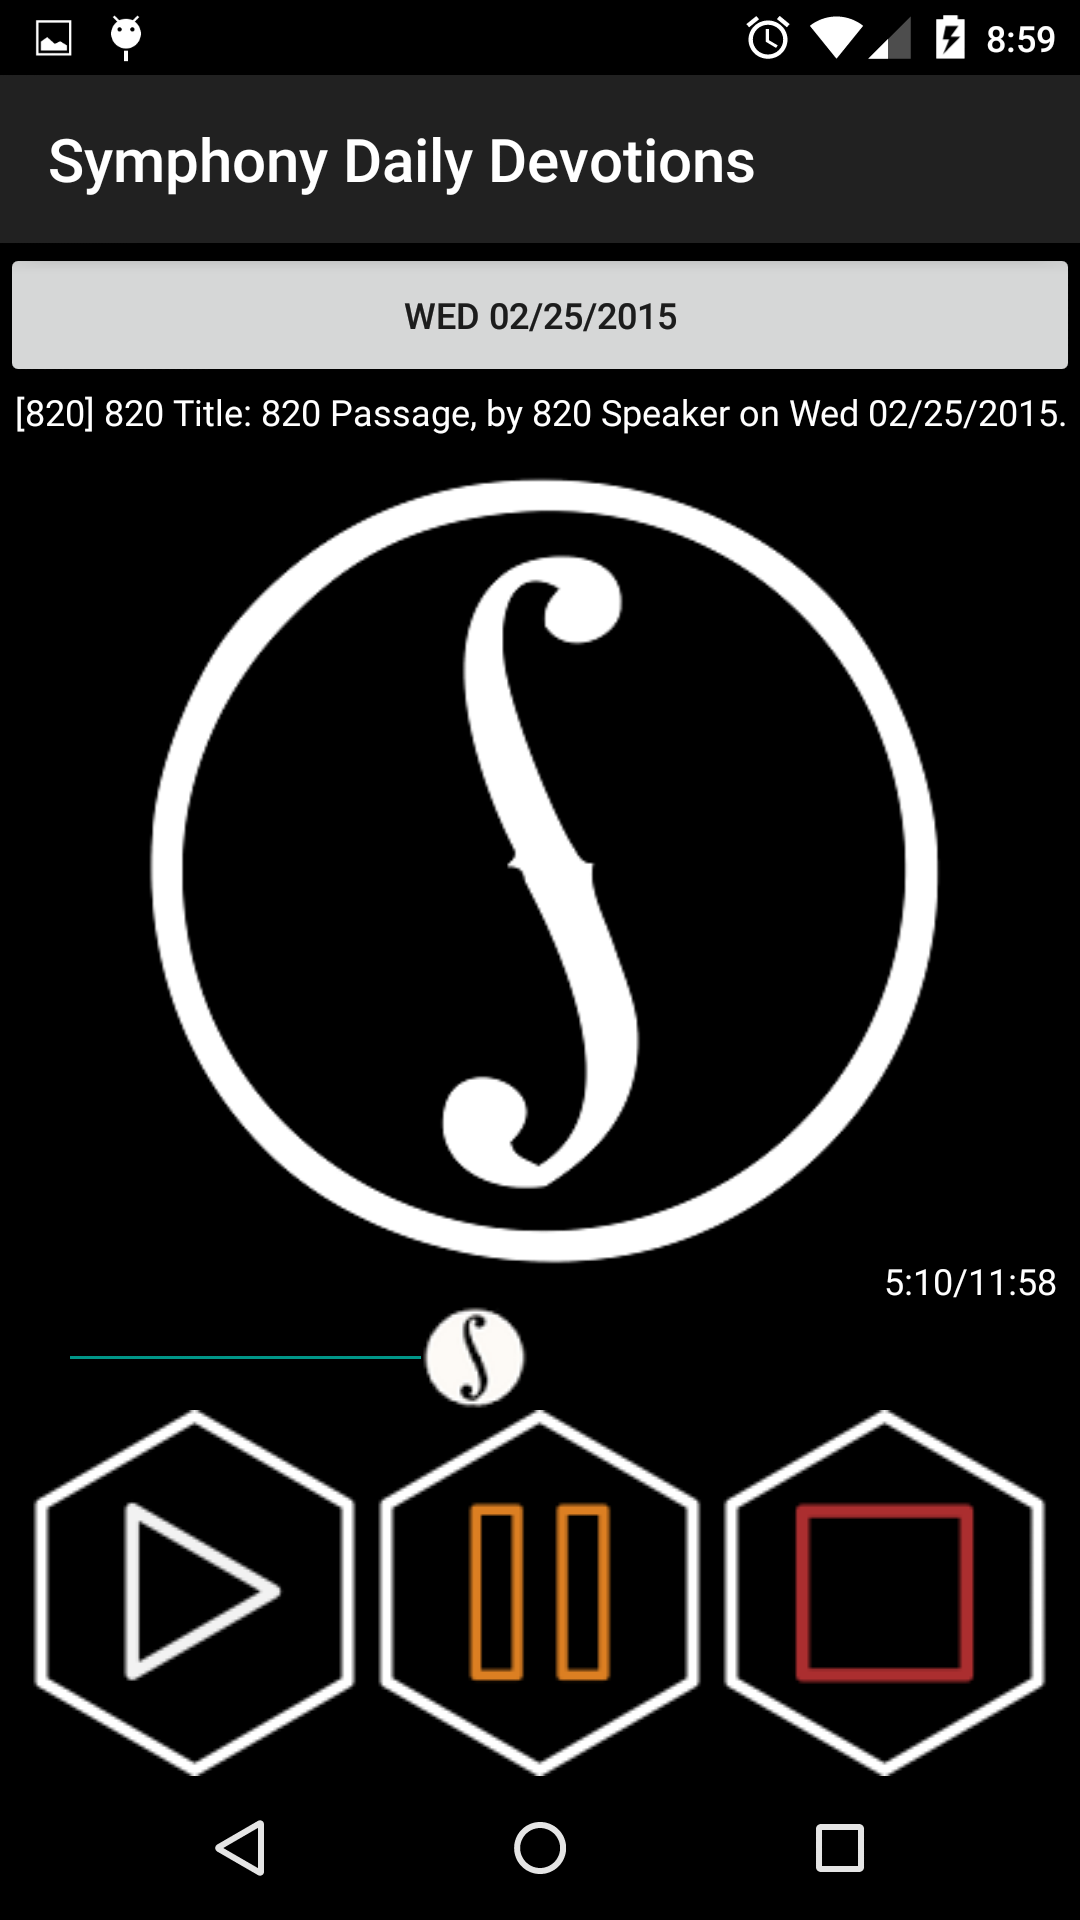 8:59
Symphony Daily Devotions
WED 02/25/2015
[820] 820 Title: 820 Passage, by 820 Speaker on Wed 02/25/2015.
5:10/11:58